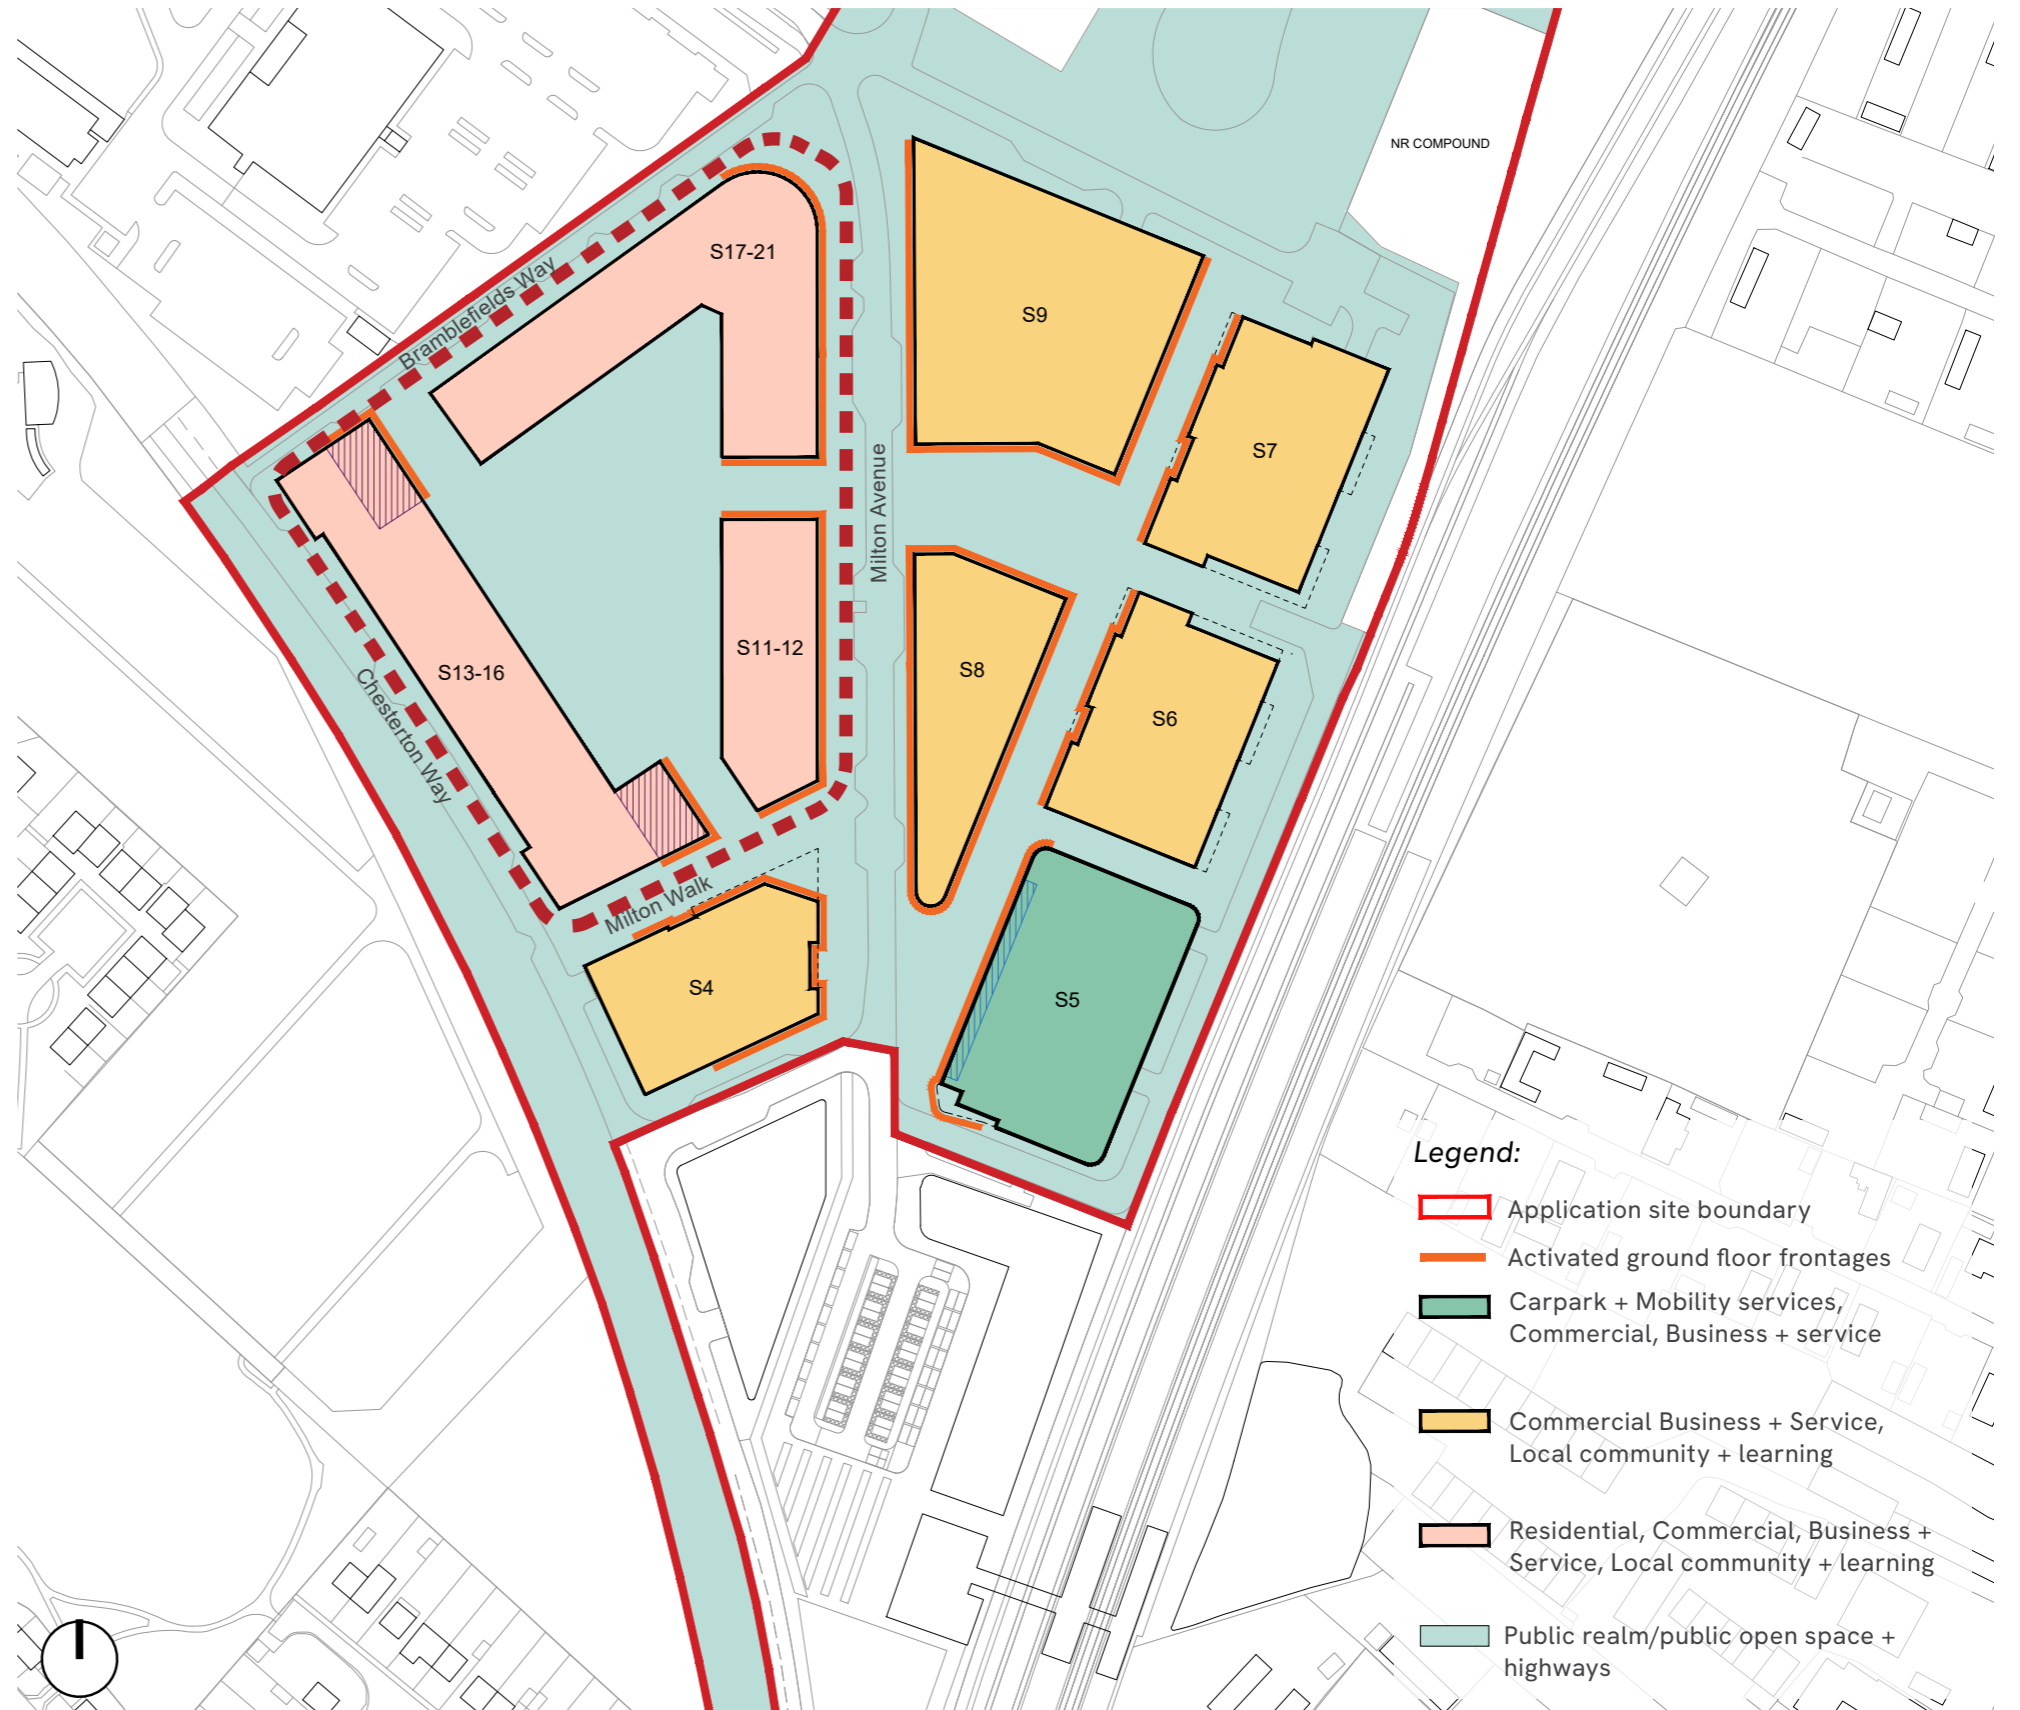 NR COMPOUND
S17-21
Bramblefields Way
S9
S7
Milton Avenue
S11-12
S13-16
S8
S6
Chesterton Way
Milton Walk
S4
S5
Legend:
Application site boundary
Activated ground floor frontages
Carpark + Mobility services,
Commercial, Business + service
Commercial Business + Service,
Local community + learning
Residential, Commercial, Business +
Service, Local community + learning
Public realm/public open space +
highways